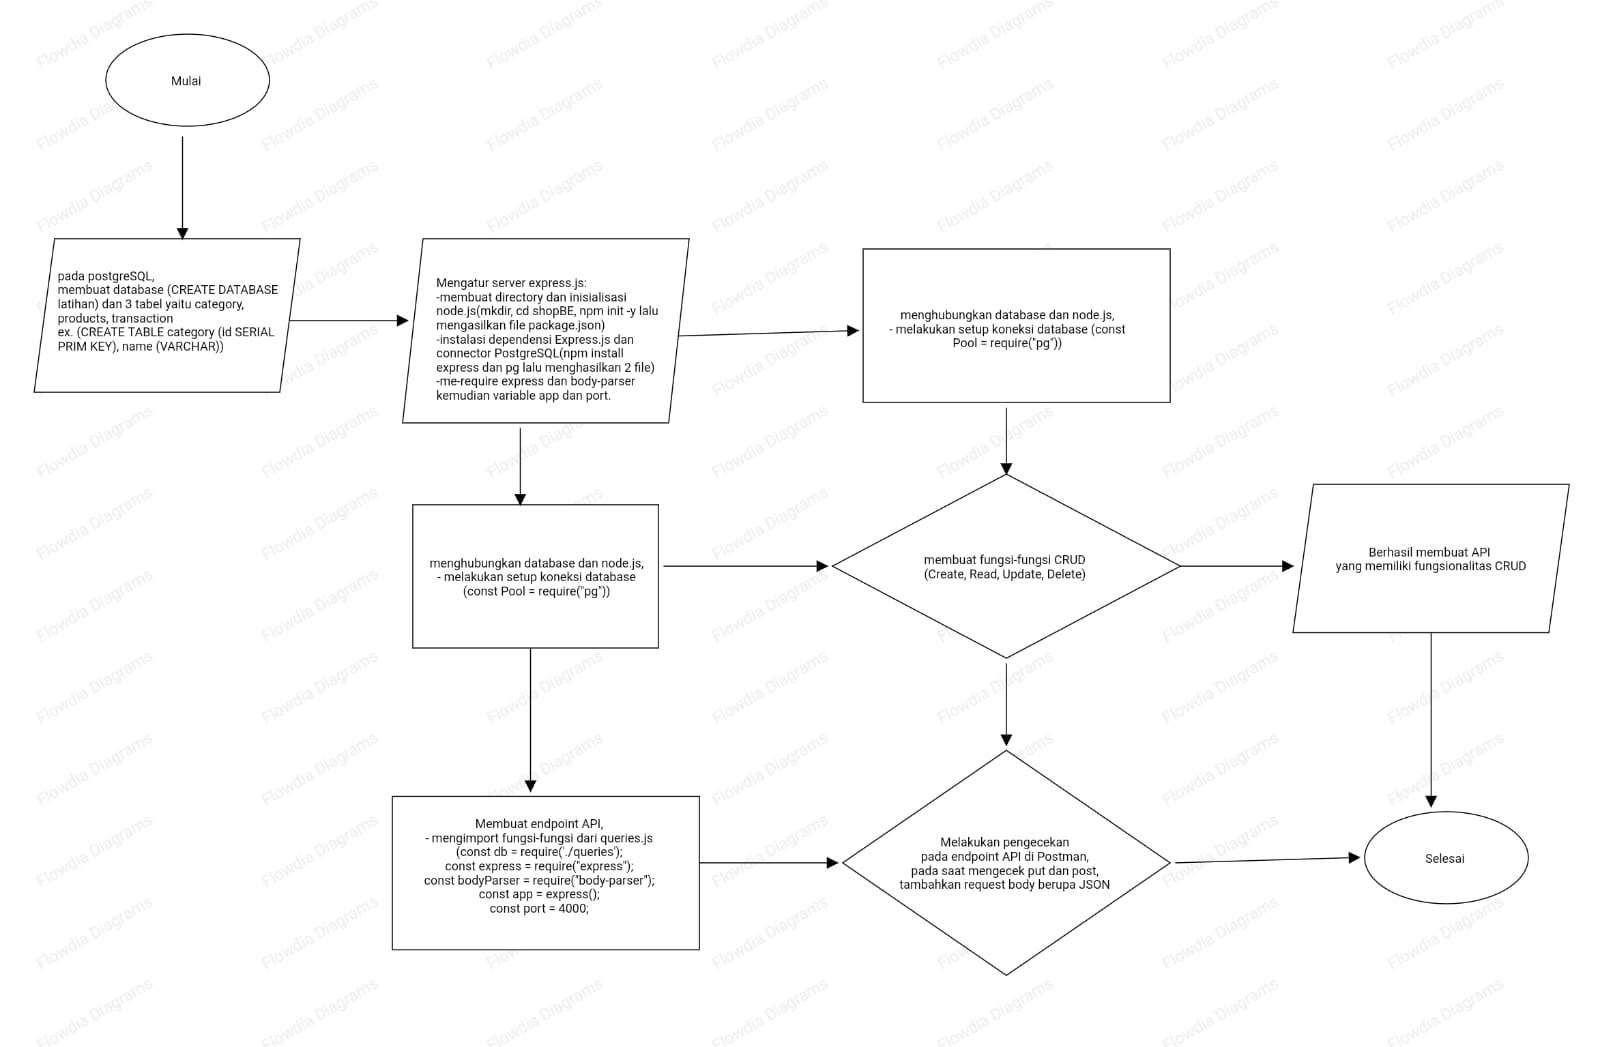 Mulai
pada postgreSQL,
membuat database (CREATE DATABASE
latihan) dan 3 tabel yaitu category,
products, transaction
ex. (CREATE TABLE category (id SERIAL
PRIM KEY), name (VARCHAR))
Mengatur server express.js:
-membuat directory dan inisialisasi
node.js(mkdir, cd shopBE, npm init -y lalu
mengasilkan file package.json)
-instalasi dependensi Express.js dan
connector PostgreSQL(npm install
express dan pg lalu menghasilkan 2 file)
-me-require express dan body-parser
kemudian variable app dan port.
menghubungkan database dan node.js,
- melakukan setup koneksi database (const
Pool = require("pg"))
menghubungkan database dan node.js,
- melakukan setup koneksi database
(const Pool = require("pg"))
membuat fungsi-fungsi CRUD
(Create, Read, Update, Delete)
Berhasil membuat API
yang memiliki fungsionalitas CRUD
Membuat endpoint API,
- mengimport fungsi-fungsi dari queries.js
(const db = require('./queries');
const express = require("express");
const bodyParser = require("body-parser");
const app = express();
const port = 4000;
Melakukan pengecekan
pada endpoint API di Postman,
pada saat mengecek put dan post,
tambahkan request body berupa JSON
Selesai
Flowdia Diagrams